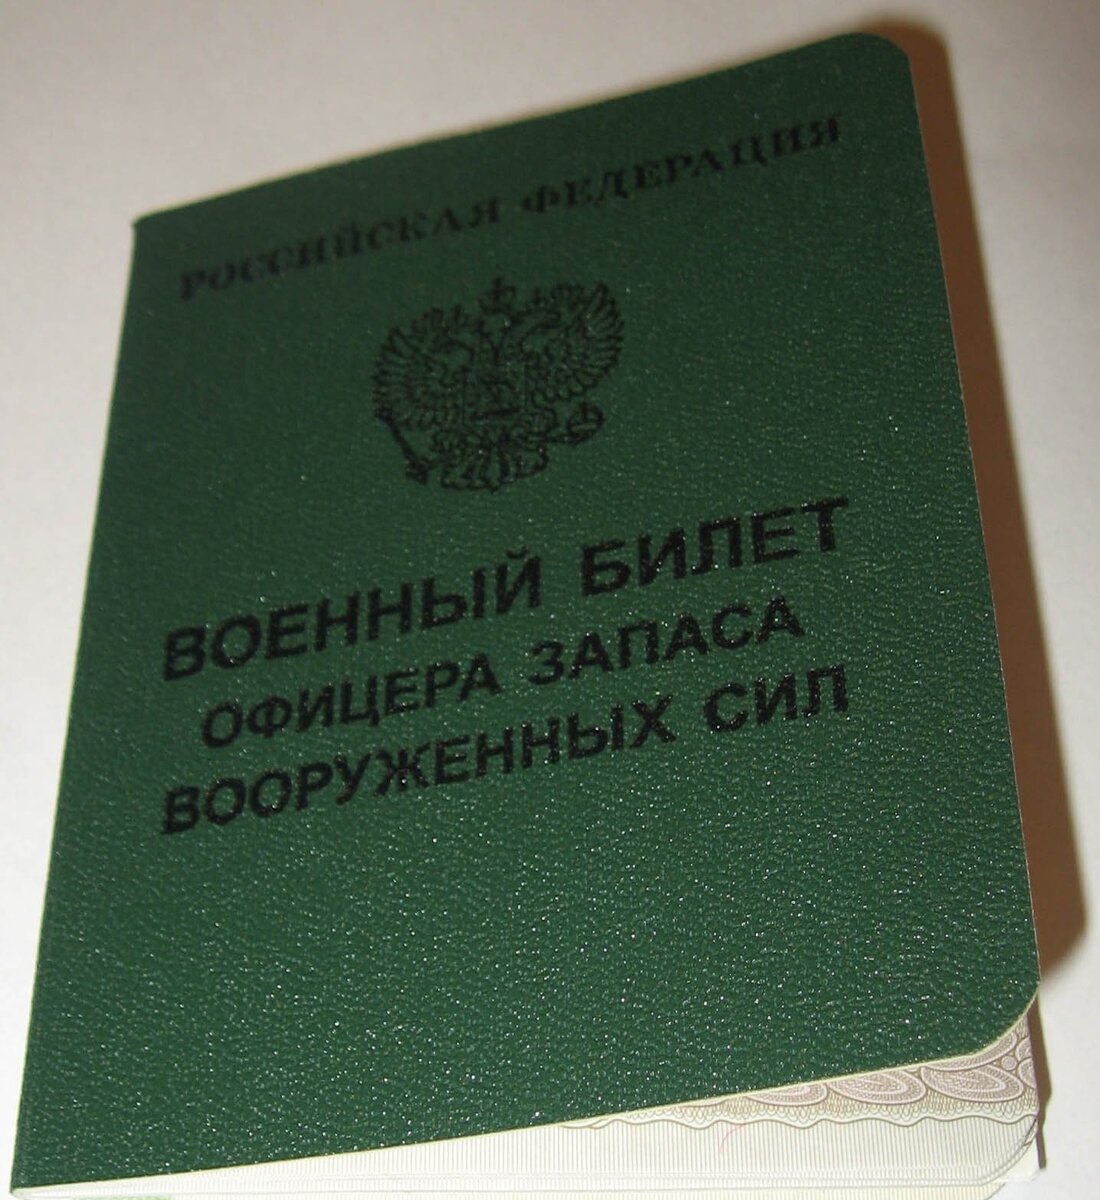 РОССИЙСКАЯ ФЕДЕРАЦИЯ
ВОЕННЫЙ БИЛЕТ
ОФИЦЕРА ЗАПАСА
ВООРУЖЕННЫХ СИЛ